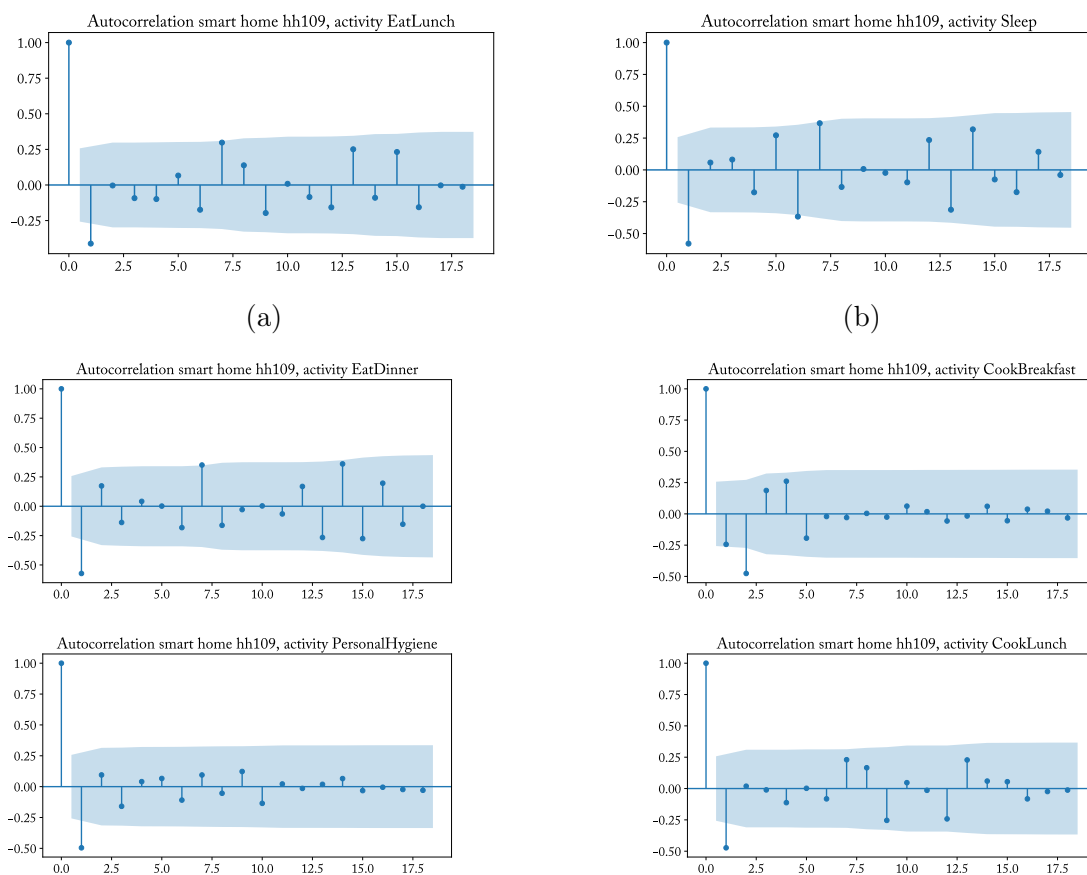 Autocorrelation smart home hh109, activity EatLunch
1.00
0.75
0.50
0.25
0.00
−0.25
0.0 2.5 5.0 7.5 10.0 12.5 15.0 17.5
(a)
Autocorrelation smart home hh109, activity Sleep
1.00
0.75
0.50
0.25
0.00
−0.25
−0.50
0.0 2.5 5.0 7.5 10.0 12.5 15.0 17.5
(b)
Autocorrelation smart home hh109, activity EatDinner
1.00
0.75
0.50
0.25
0.00
−0.25
−0.50
0.0 2.5 5.0 7.5 10.0 12.5 15.0 17.5
Autocorrelation smart home hh109, activity CookBreakfast
1.00
0.75
0.50
0.25
0.00
−0.25
−0.50
0.0 2.5 5.0 7.5 10.0 12.5 15.0 17.5
Autocorrelation smart home hh109, activity PersonalHygiene
1.00
0.75
0.50
0.25
0.00
−0.25
−0.50
0.0 2.5 5.0 7.5 10.0 12.5 15.0 17.5
Autocorrelation smart home hh109, activity CookLunch
1.00
0.75
0.50
0.25
0.00
−0.25
−0.50
0.0 2.5 5.0 7.5 10.0 12.5 15.0 17.5